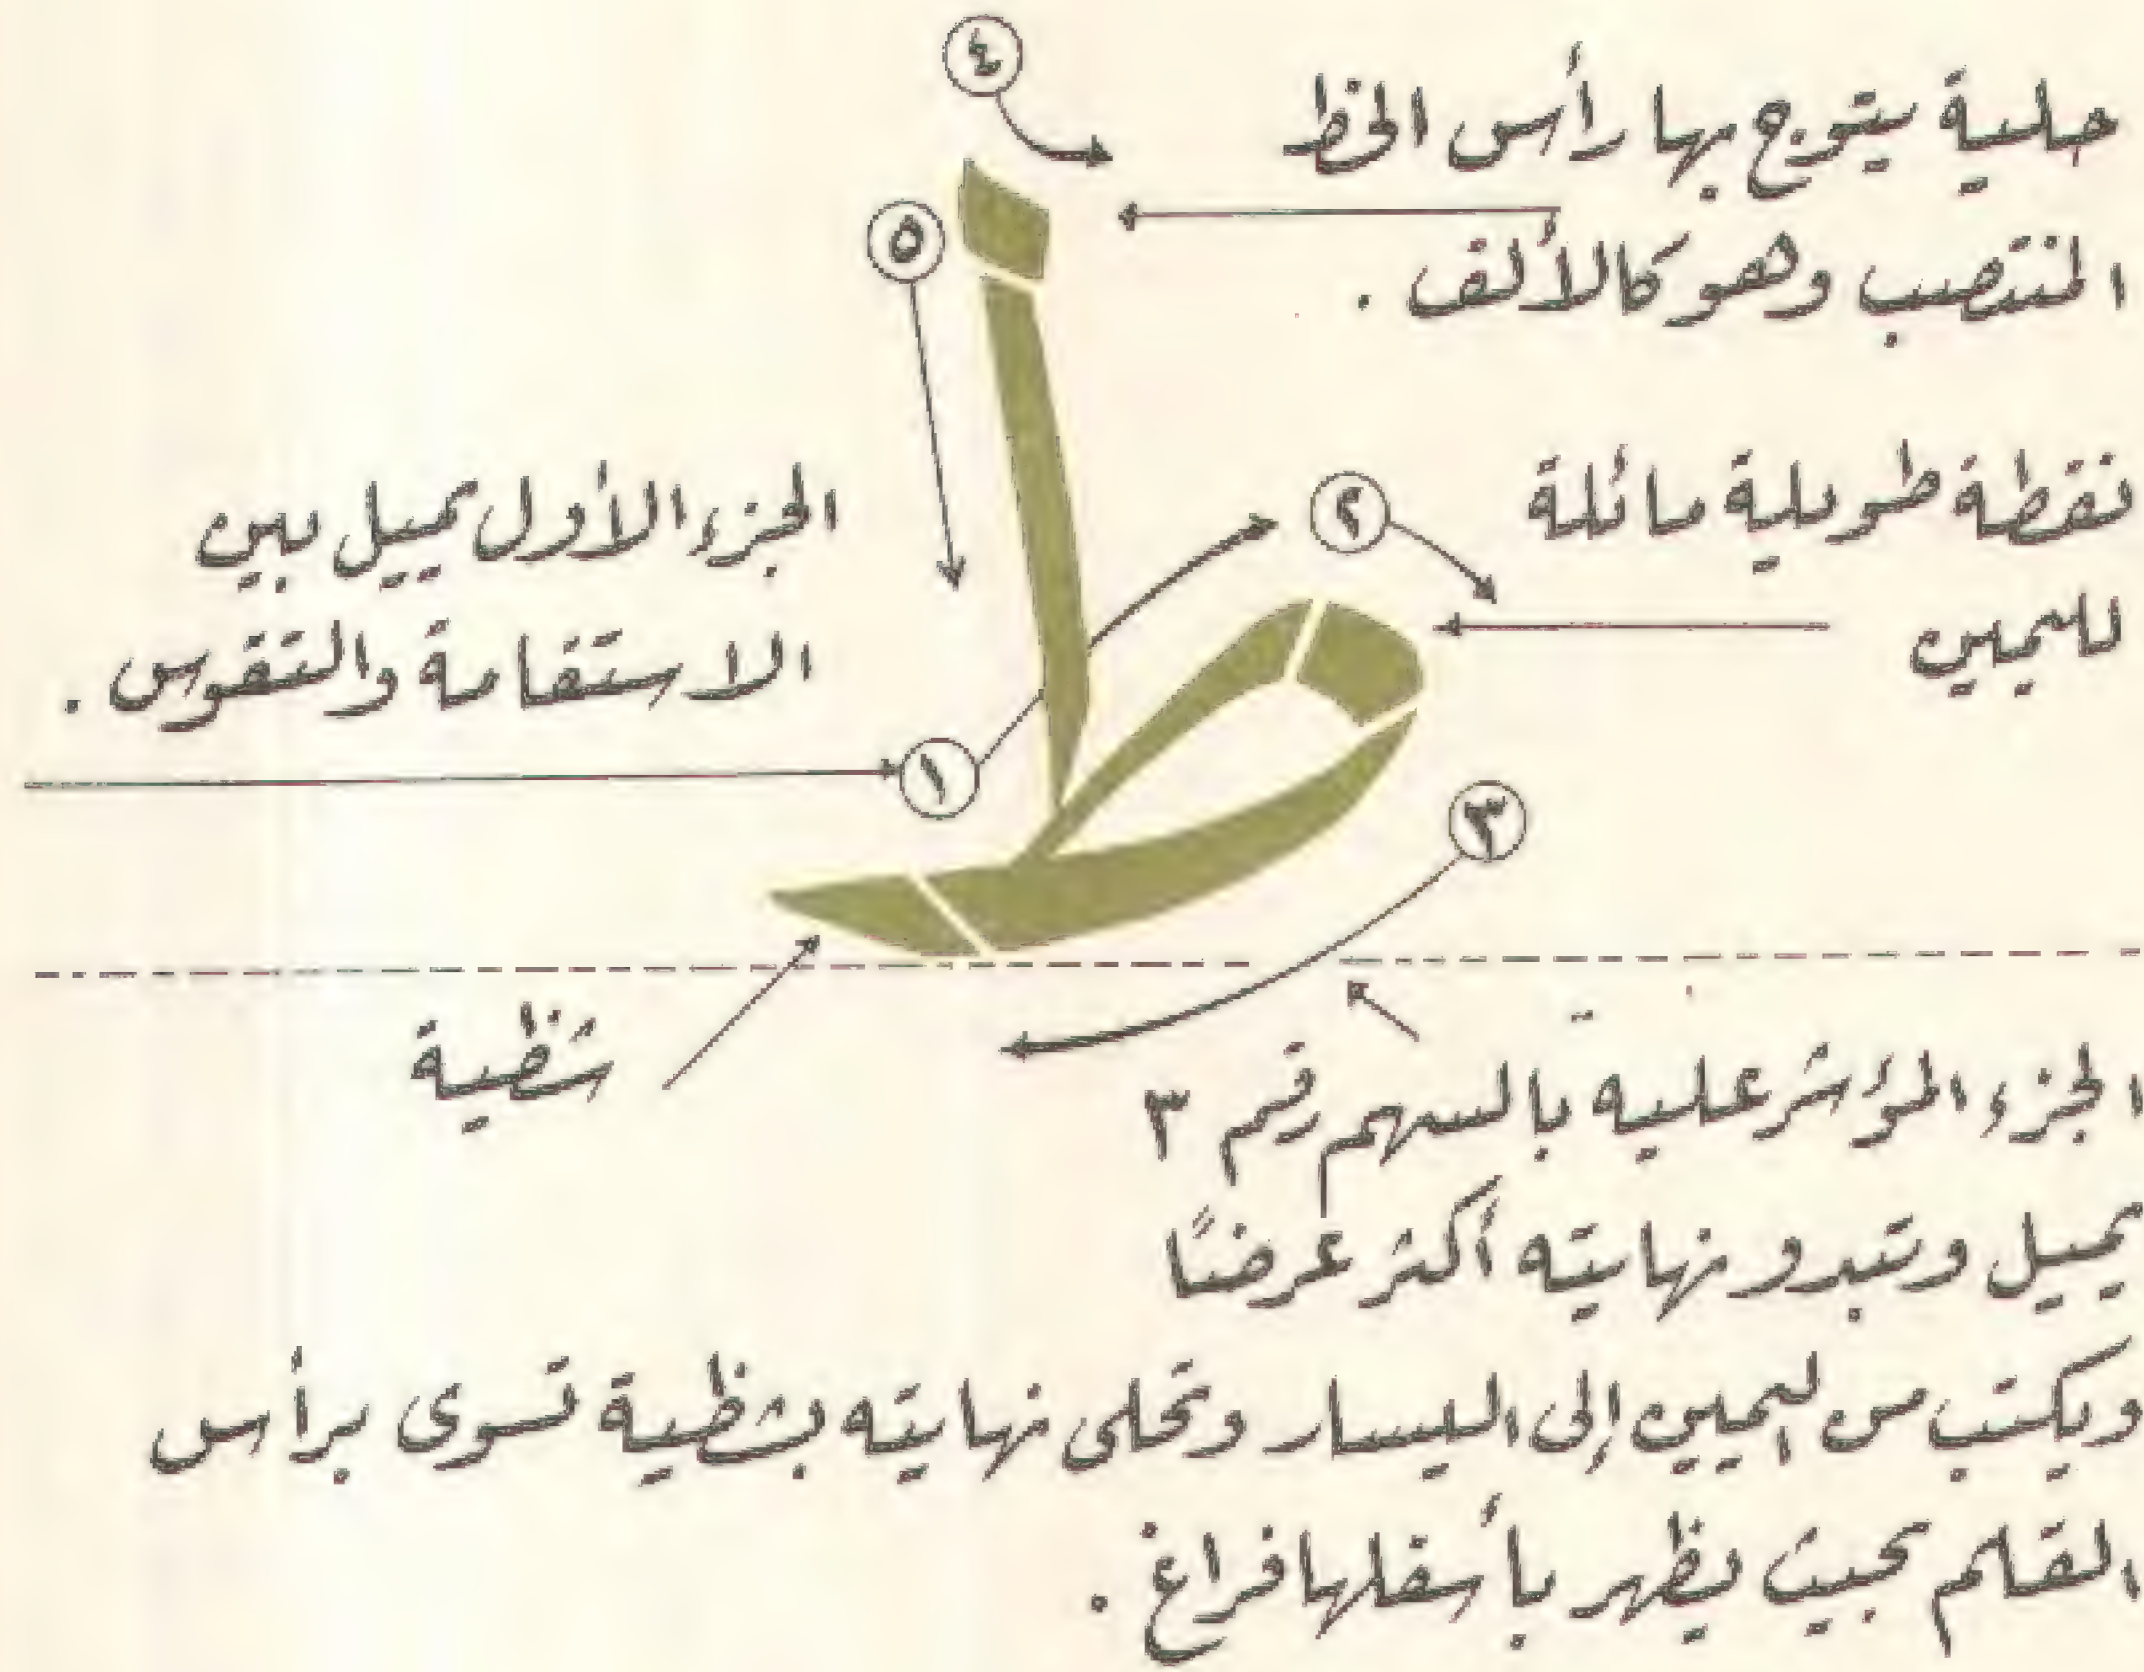 ٤
حلية يتوج بها رأس الخط
٥
المنتصب وهو كالألف .
نقطة طويلة مائلة
٢
لليمين
الجزء الأول يميل بين
الاستقامة والتقوس .
١
٣
شظية
الجزء المؤشر عليه بالسهم رقم ٣
يميل وتبدو نهايته أكثر عرضًا
ويكتب من اليمين إلى اليسار وتحلى نهايته بشظية تسوى برأس
القلم بحيث يظهر بأسفلها فراغ .